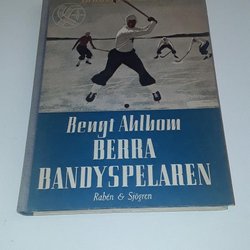 Bengt Ahlbom
BERRA
BANDYSPELAREN
Rabén & Sjögren